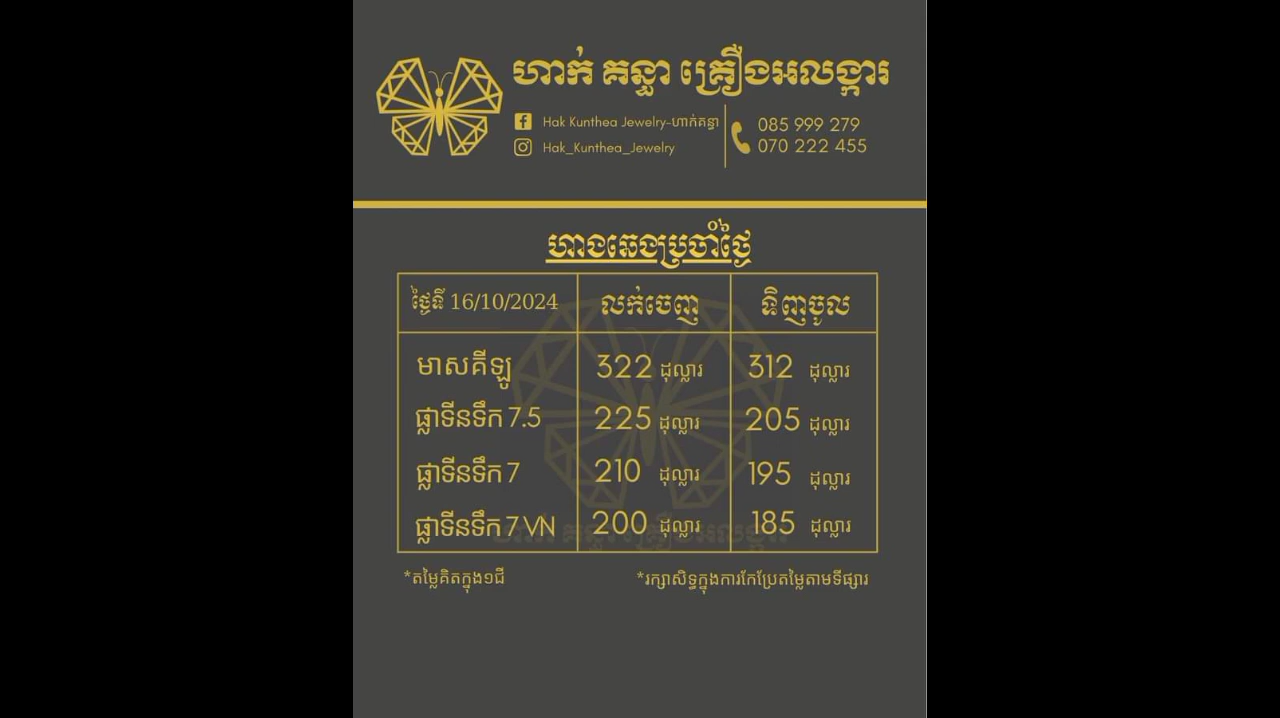 ហាក់ គន្ធា គ្រឿងអលង្ការ
Hak Kunthea Jewelry-ហាក់គន្ធា
Hak_Kunthea_Jewelry
085 999 279
070 222 455
ហាងឆេងប្រចាំថ្ងៃ
ថ្ងៃទី 16/10/2024 លក់ចេញ ទិញចូល
មាសគីឡូ 322 ដុល្លារ 312 ដុល្លារ
ផ្លាទីនទឹក 7.5 225 ដុល្លារ 205 ដុល្លារ
ផ្លាទីនទឹក 7 210 ដុល្លារ 195 ដុល្លារ
ផ្លាទីនទឹក 7 VN 200 ដុល្លារ 185 ដុល្លារ
*តម្លៃគិតក្នុង១ជី
*រក្សាសិទ្ធក្នុងការកែប្រែតម្លៃតាមទីផ្សារ